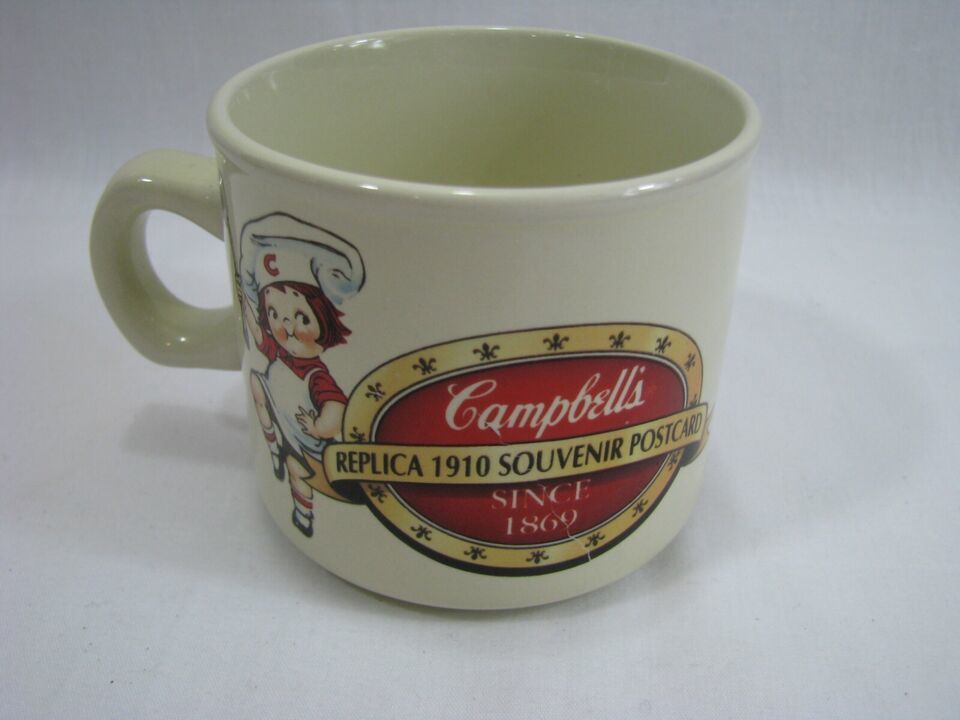 C
Campbell's
REPLICA 1910 SOUVENIR POSTCARD
SINCE
1869